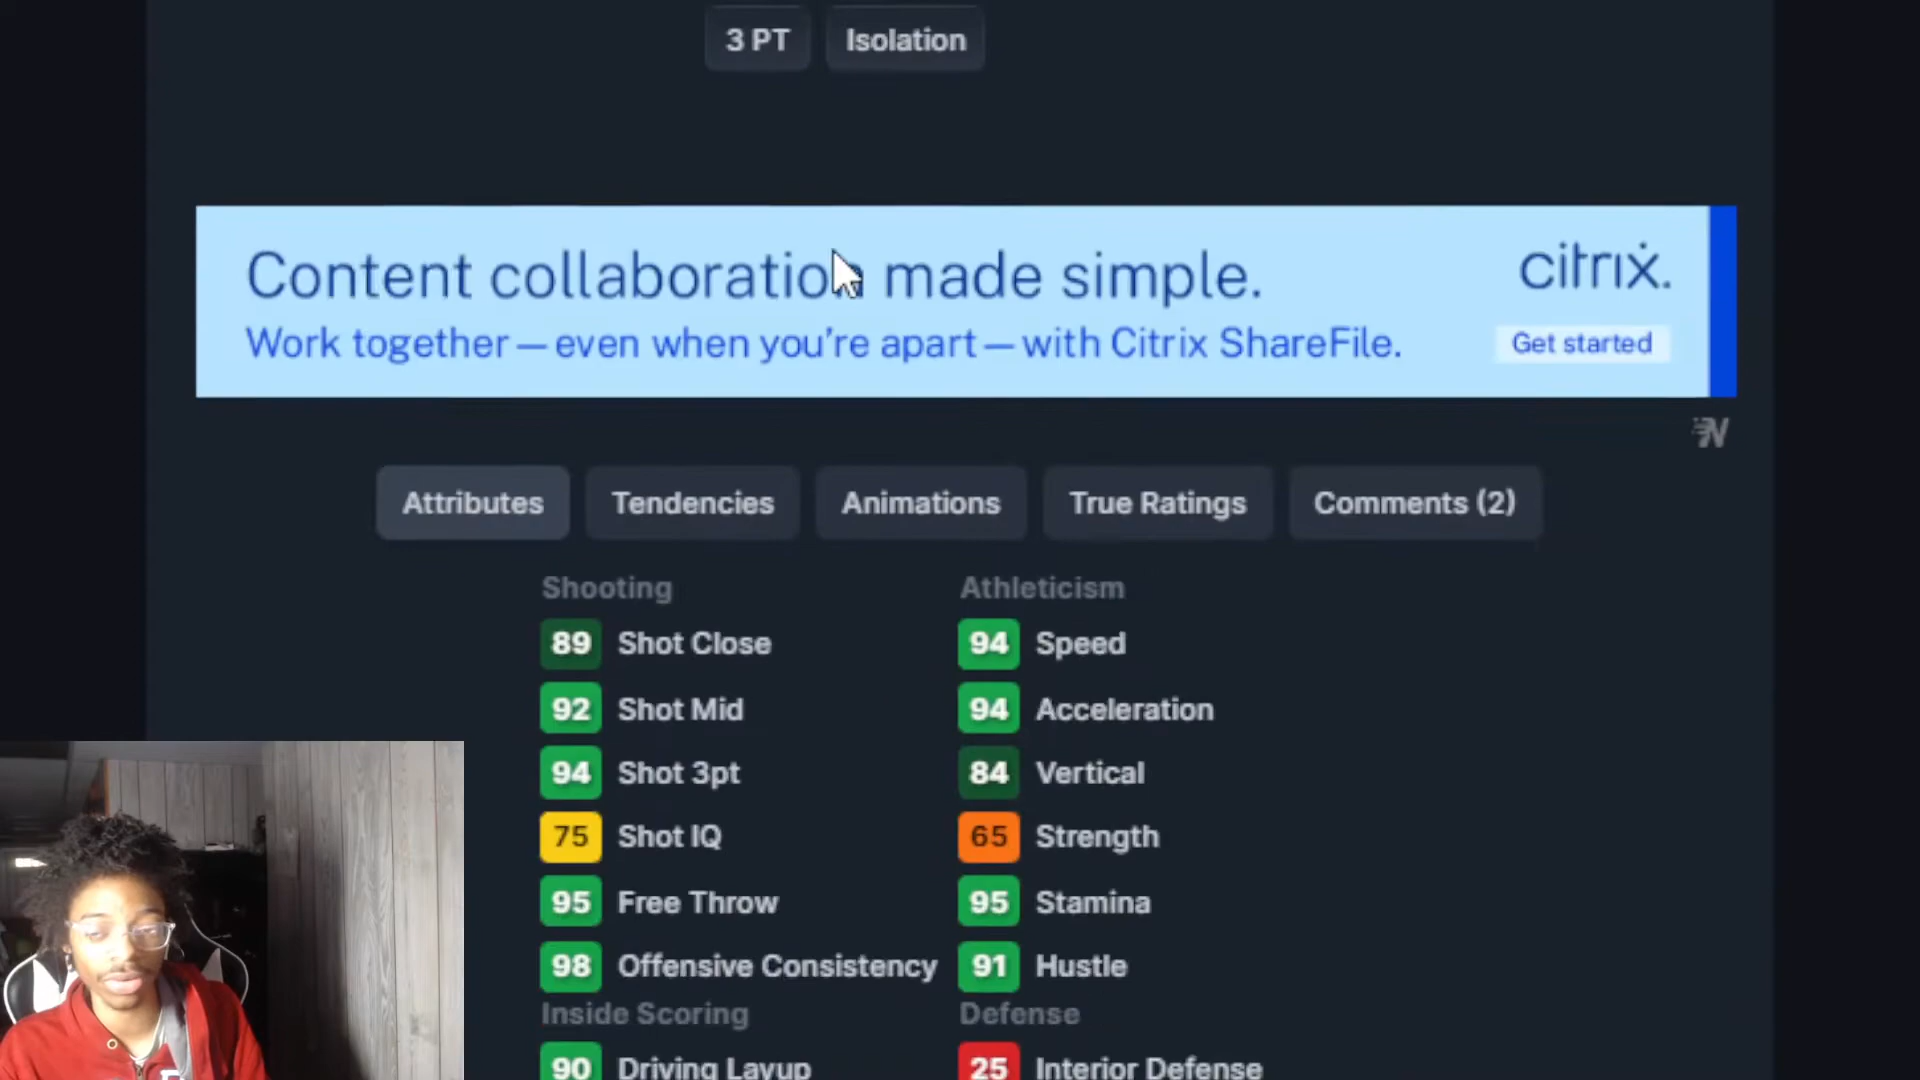 3 PT Isolation
Content collaboration made simple.
citrix.
Work together—even when you're apart—with Citrix ShareFile.
Get started
N
Attributes Tendencies Animations True Ratings Comments (2)
Shooting Athleticism
89 Shot Close 94 Speed
92 Shot Mid 94 Acceleration
94 Shot 3pt 84 Vertical
75 Shot IQ 65 Strength
95 Free Throw 95 Stamina
98 Offensive Consistency 91 Hustle
Inside Scoring Defense
90 Driving Layup 25 Interior Defense